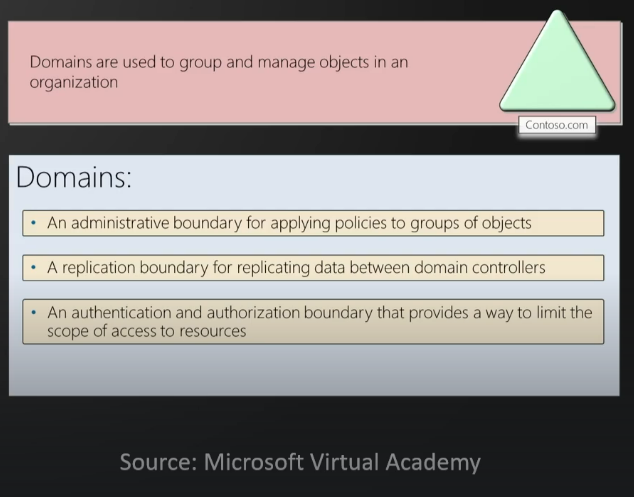 Domains are used to group and manage objects in an
organization
Contoso.com
Domains:
• An administrative boundary for applying policies to groups of objects
• A replication boundary for replicating data between domain controllers
• An authentication and authorization boundary that provides a way to limit the
scope of access to resources
Source: Microsoft Virtual Academy